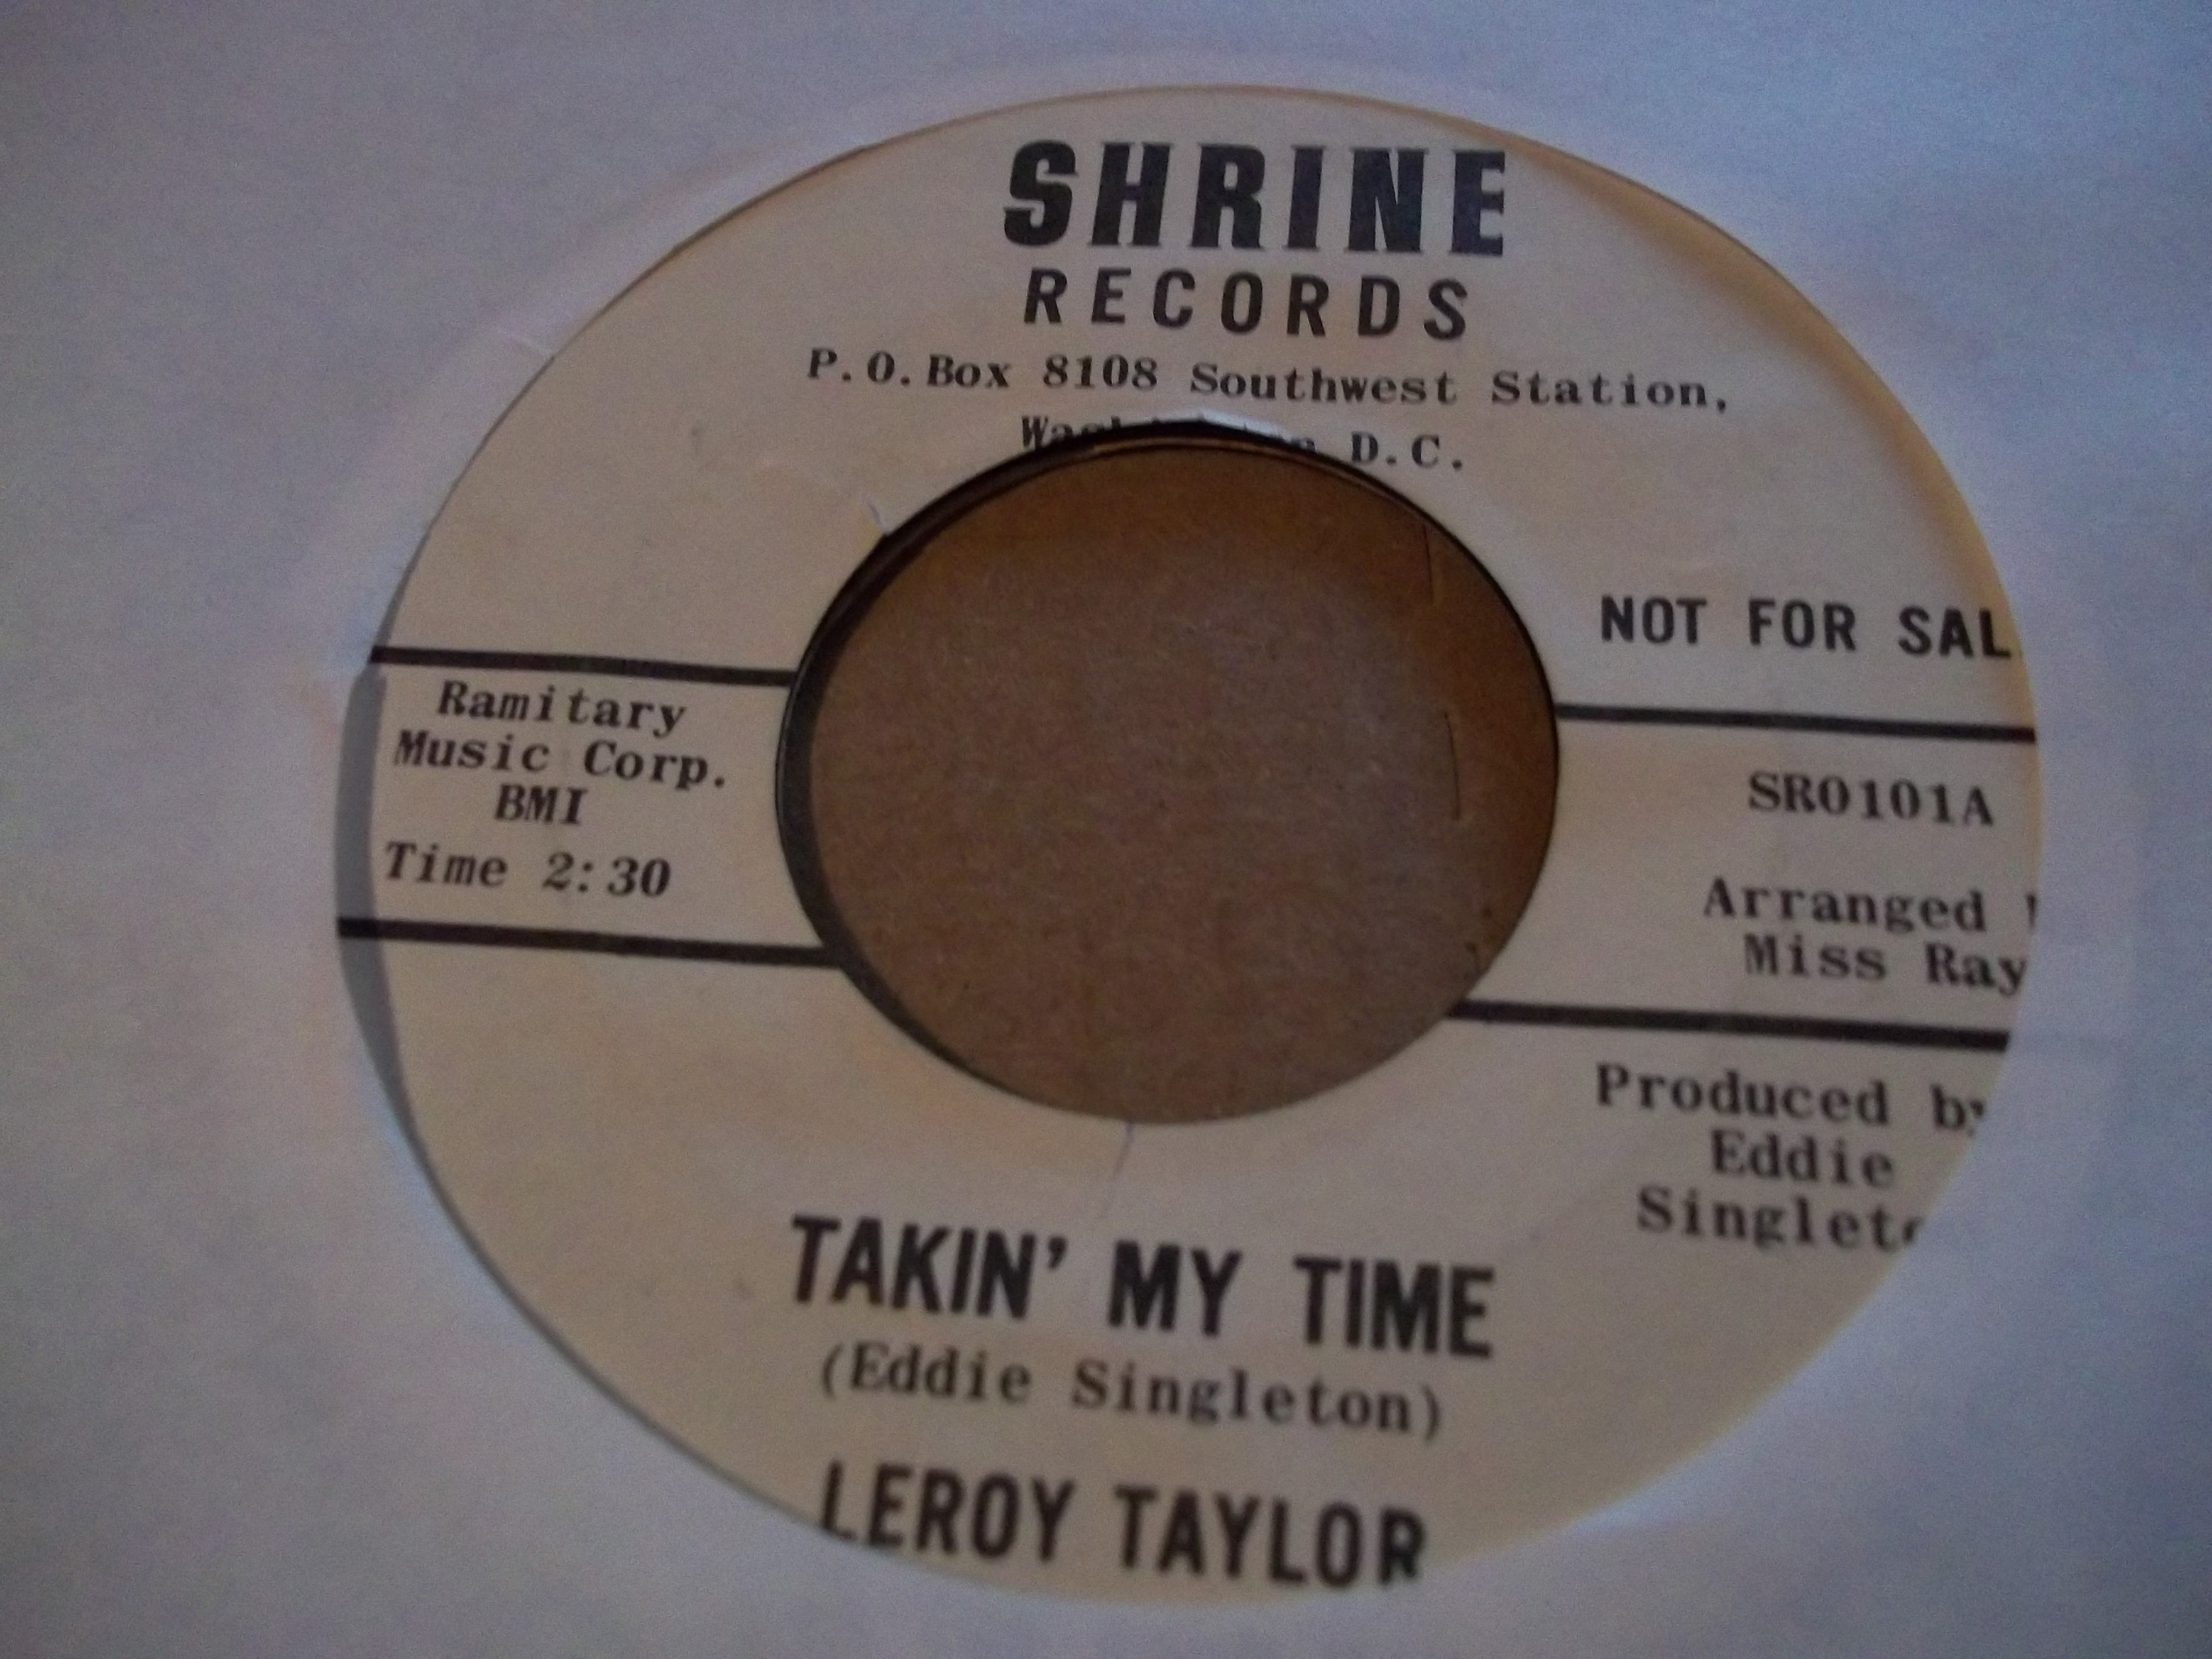 SHRINE
RECORDS
P.O. Box 8108 Southwest Station,
D.C.
NOT FOR SAL
Ramitary
Music Corp.
BMI
Time 2:30
SR0101A
Arranged
Miss Ray
Produced by
Eddie
Singleto
TAKIN' MY TIME
(Eddie Singleton)
LEROY TAYLOR